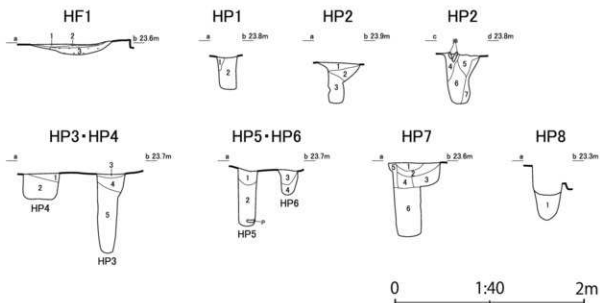 HF1
a 1 2 b 23.6m
3
HP1
a b 23.8m
1
2
HP2
a b 23.9m
1
2
3
HP2
c d 23.8m
4 5
6
7
HP3・HP4
a 3 b 23.7m
1
2 4
5
HP4
HP3
HP5・HP6
a b 23.7m
1 3
4
2
P
HP6
HP5
HP7
a b 23.6m
5 1
2
4 3
6
HP8
a b 23.3m
1
0 1:40 2m